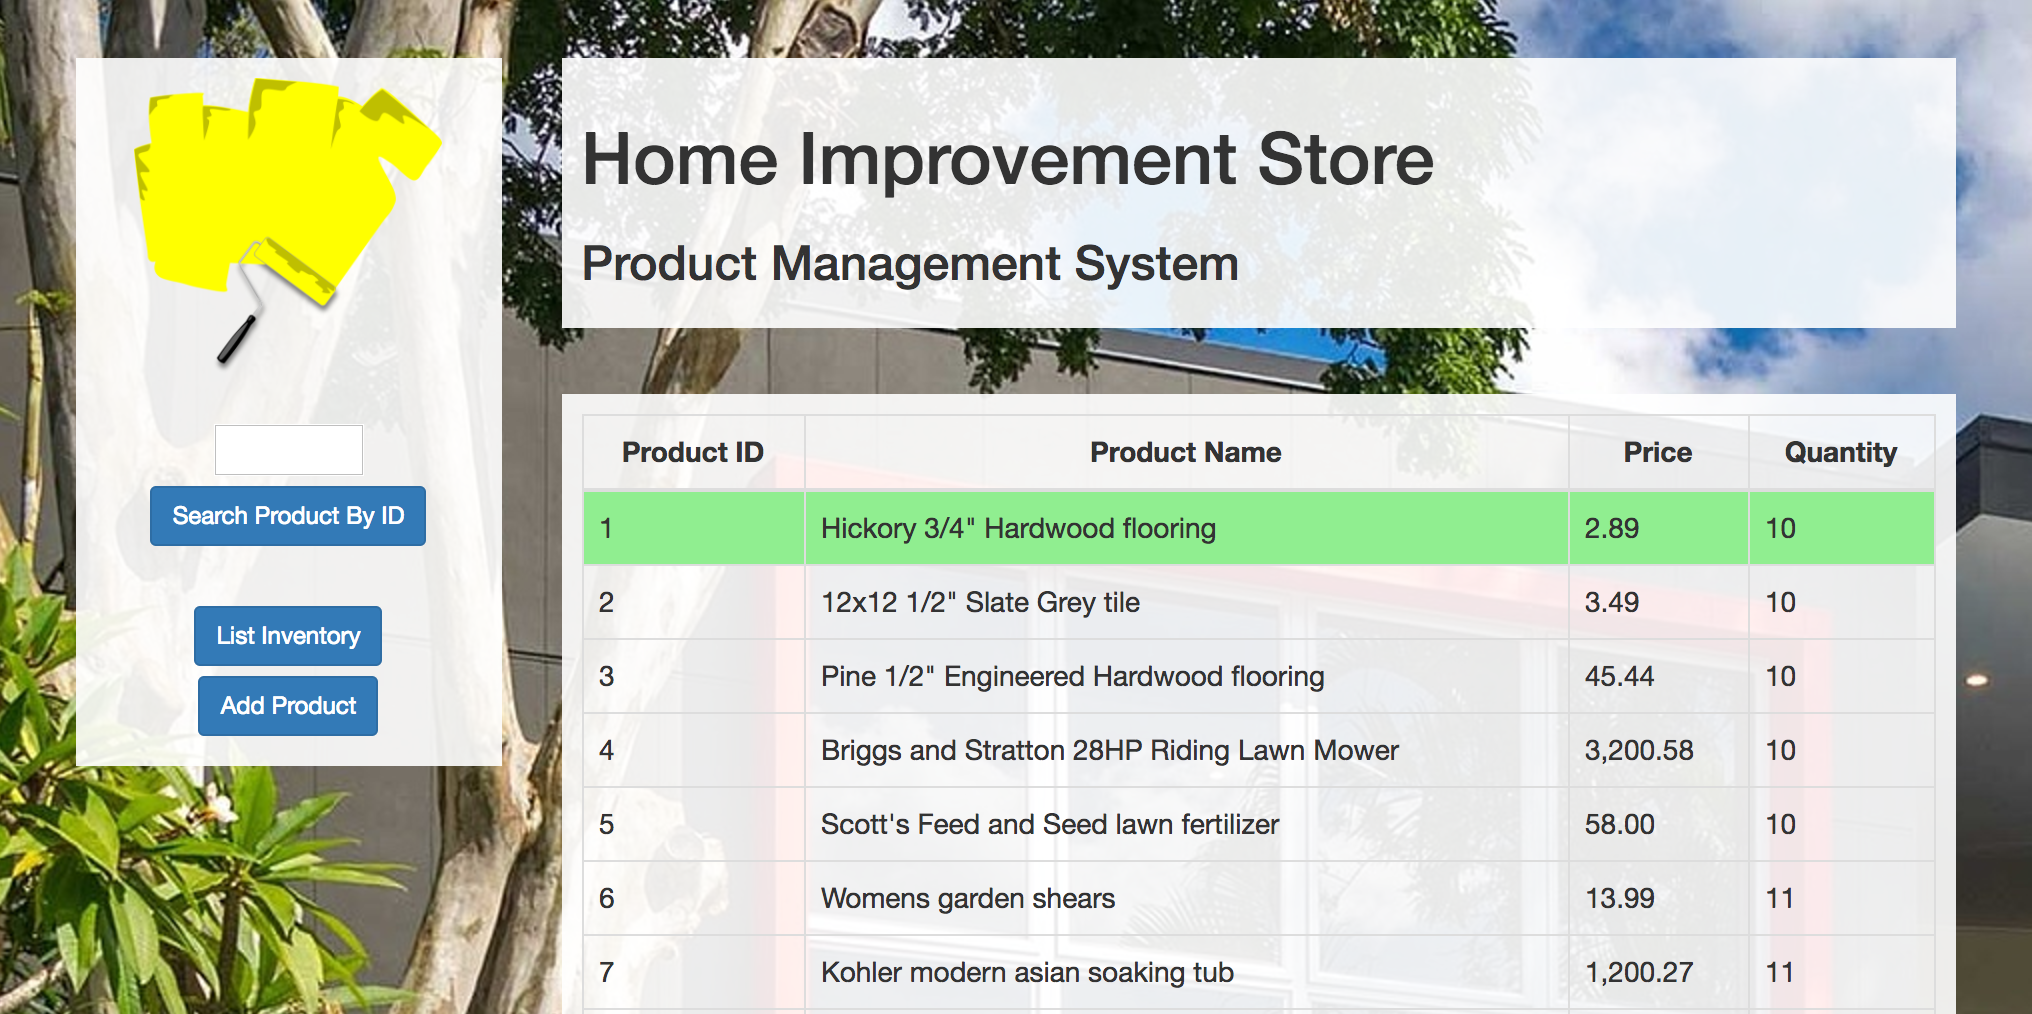 Home Improvement Store
Product Management System
Search Product By ID
List Inventory
Add Product
Product ID Product Name Price Quantity
1 Hickory 3/4" Hardwood flooring 2.89 10
2 12x12 1/2" Slate Grey tile 3.49 10
3 Pine 1/2" Engineered Hardwood flooring 45.44 10
4 Briggs and Stratton 28HP Riding Lawn Mower 3,200.58 10
5 Scott's Feed and Seed lawn fertilizer 58.00 10
6 Womens garden shears 13.99 11
7 Kohler modern asian soaking tub 1,200.27 11